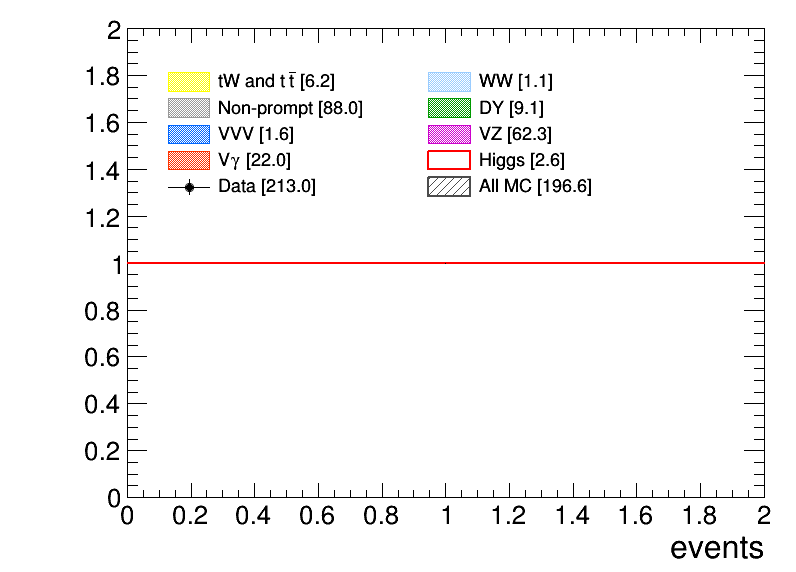 2
1.8
1.6
1.4
1.2
1
0.8
0.6
0.4
0.2
0
tW and t t̄ [6.2]
WW [1.1]
Non-prompt [88.0]
DY [9.1]
VVV [1.6]
VZ [62.3]
Vγ [22.0]
Higgs [2.6]
Data [213.0]
All MC [196.6]
0 0.2 0.4 0.6 0.8 1 1.2 1.4 1.6 1.8 2
events